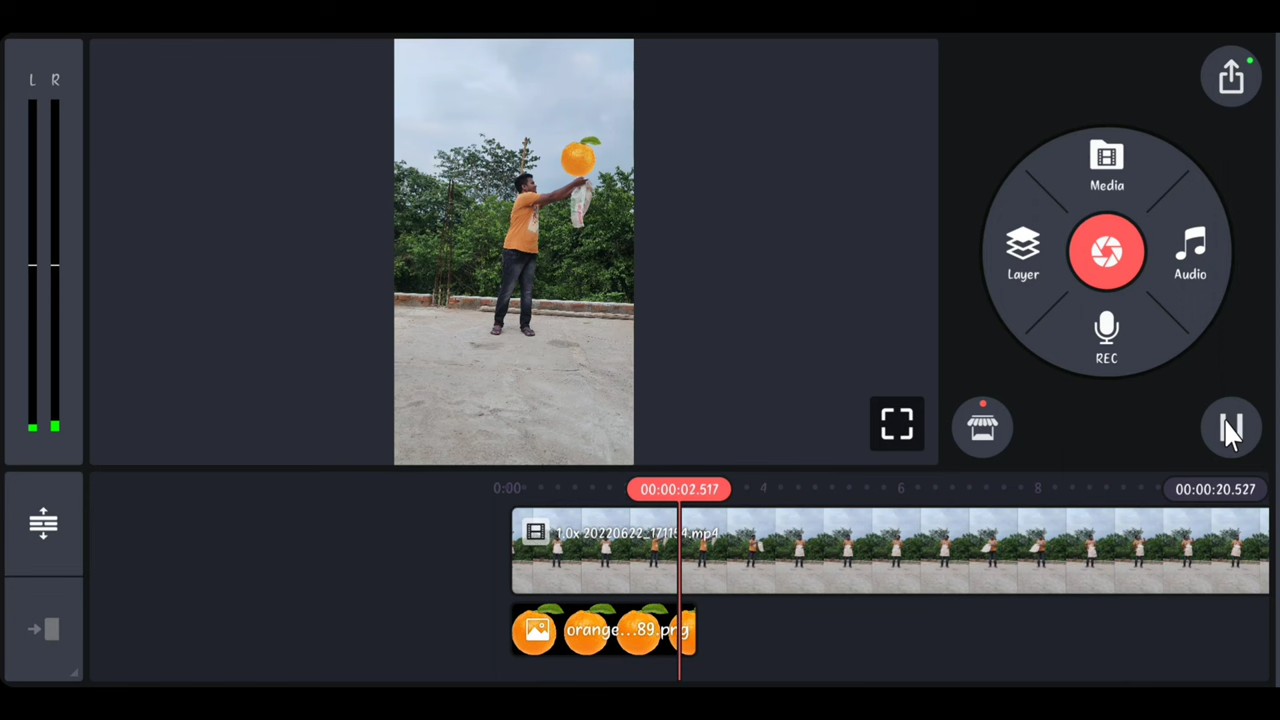 L R
Media
Layer
Audio
REC
0:00
00:00:02.517
4
6
8
00:00:20.527
1.0x 20220622_171154.mp4
orange...89.png